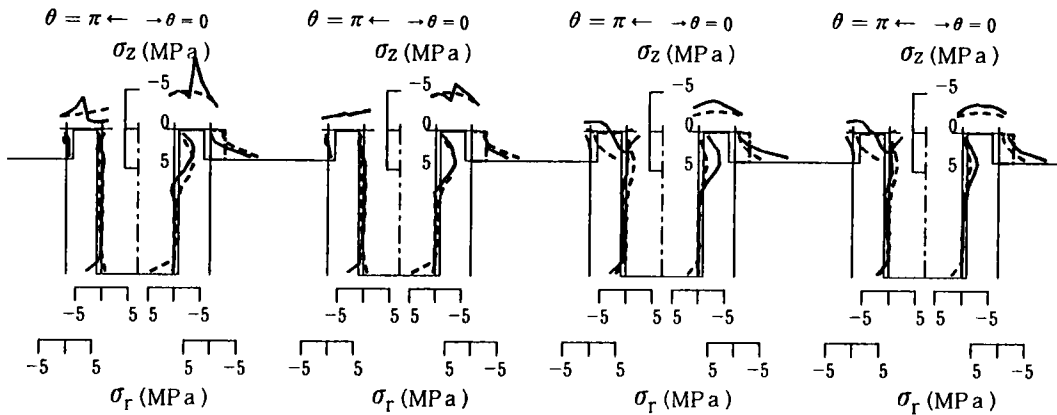 θ = π ← → θ = 0 θ = π ← → θ = 0 θ = π ← → θ = 0 θ = π ← → θ = 0
σz (MPa) σz (MPa) σz (MPa) σz (MPa)
-5 -5 -5 -5
0 0 0 0
5 5 5 5
-5 5 5 -5 -5 5 5 -5 -5 5 5 -5 -5 5 5 -5
-5 5 5 -5 -5 5 5 -5 -5 5 5 -5 -5 5 5 -5
σr (MPa) σr (MPa) σr (MPa) σr (MPa)